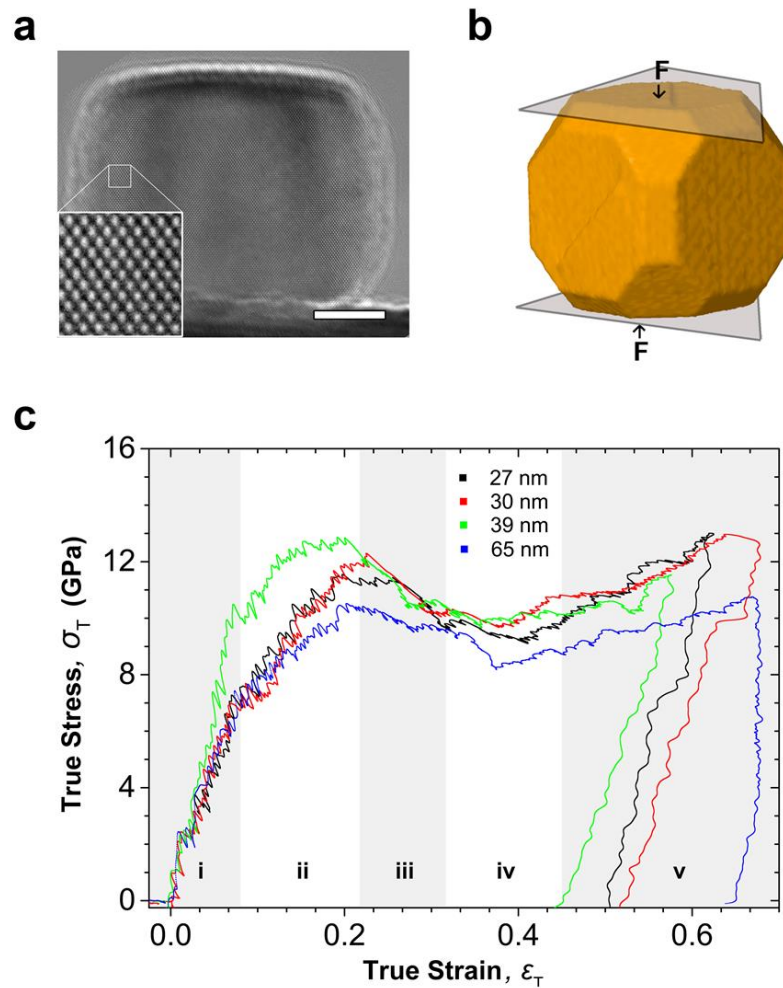 a
b
F
F
c
16
12
8
4
0
True Stress, σT (GPa)
27 nm
30 nm
39 nm
65 nm
i
ii
iii
iv
v
0.0
0.2
0.4
0.6
True Strain, εT